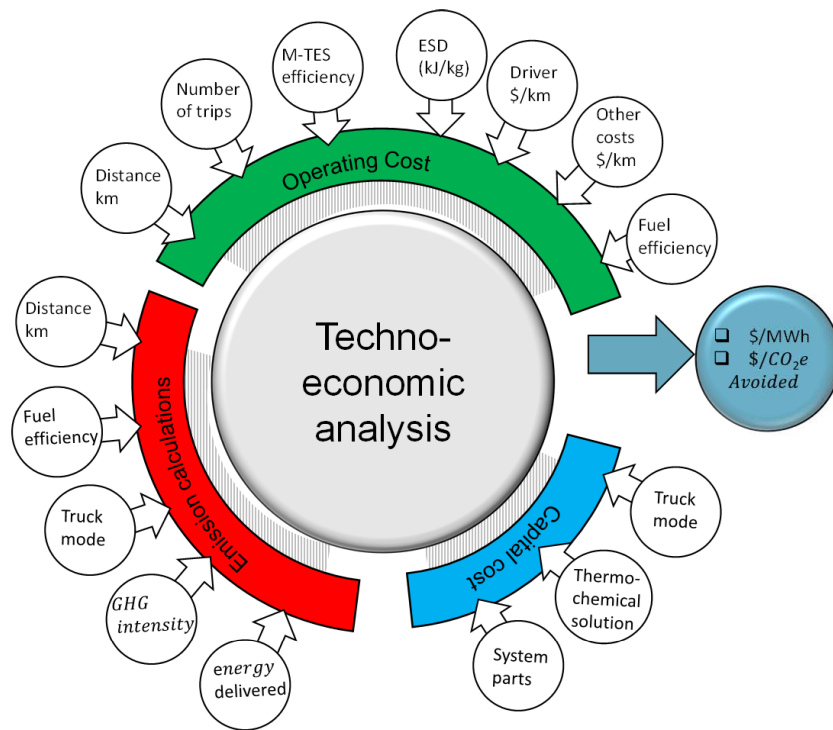 M-TES
efficiency
ESD
(kJ/kg)
Driver
$/km
Number
of trips
Other
costs
$/km
Distance
km
Operating Cost
Fuel
efficiency
Distance
km
Techno-
economic
analysis
$/MWh
$/CO₂e
Avoided
Fuel
efficiency
Emission calculations
Truck
mode
GHG
intensity
energy
delivered
Capital cost
Truck
mode
Thermo-
chemical
solution
System
parts